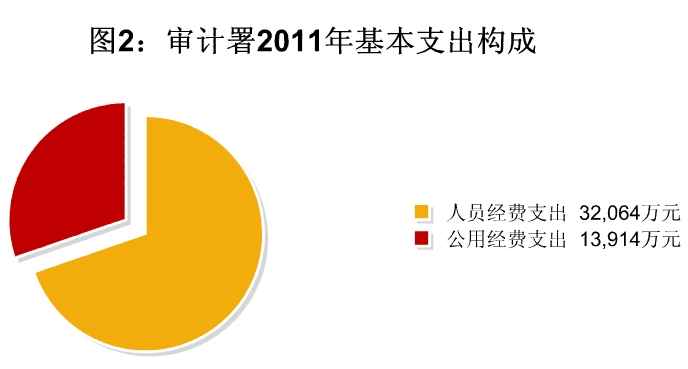 图2：审计署2011年基本支出构成
人员经费支出 32,064万元
公用经费支出 13,914万元